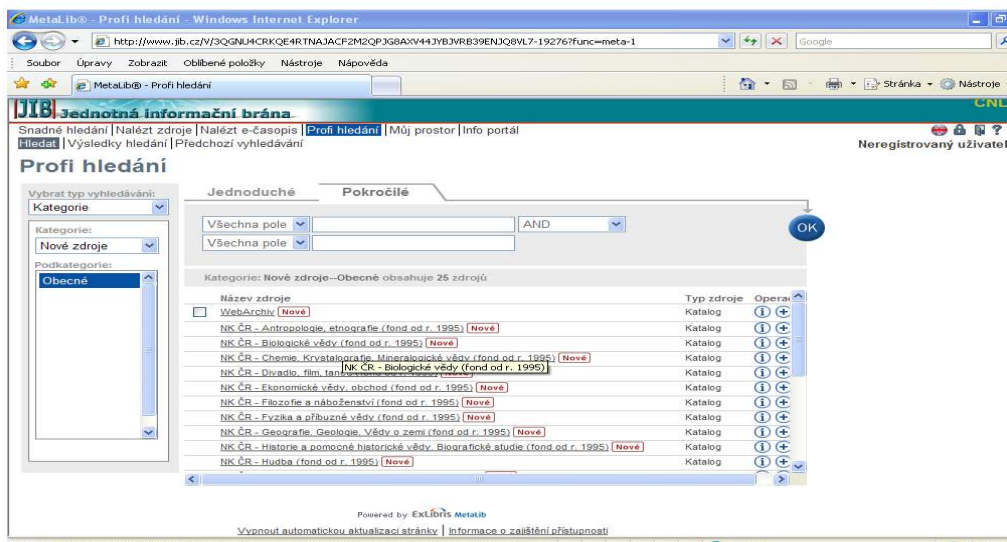 MetaLib® - Profi hledání - Windows Internet Explorer
http://www.jib.cz/V/3QGNU4CRKQE4RTNAJACF2M2QPJG8AXV44JYBJVRB39ENJQ8VL7-19276?func=meta-1
Google
Soubor Úpravy Zobrazit Oblíbené položky Nástroje Nápověda
MetaLib® - Profi hledání
Stránka Nástroje
JIB Jednotná informační brána
CNL
Snadné hledání | Nalézt zdroje | Nalézt e-časopis | Profi hledání | Můj prostor | Info portál
Hledat | Výsledky hledání | Předchozí vyhledávání
Neregistrovaný uživatel
Profi hledání
Vybrat typ vyhledávání:
Kategorie
Kategorie:
Nové zdroje
Podkategorie:
Obecné
Jednoduché Pokročilé
Všechna pole AND
Všechna pole
OK
Kategorie: Nové zdroje--Obecné obsahuje 25 zdrojů
Název zdroje Typ zdroje Opera
WebArchiv Nové Katalog
NK ČR - Antropologie, etnografie (fond od r. 1995) Nové Katalog
NK ČR - Biologické vědy (fond od r. 1995) Nové Katalog
NK ČR - Chemie, Krystalografie, Mineralogické vědy (fond od r. 1995) Nové Katalog
NK ČR - Biologické vědy (fond od r. 1995)
NK ČR - Divadlo, film, Nové Katalog
NK ČR - Ekonomické vědy, obchod (fond od r. 1995) Nové Katalog
NK ČR - Filozofie a náboženství (fond od r. 1995) Nové Katalog
NK ČR - Fyzika a příbuzné vědy (fond od r. 1995) Nové Katalog
NK ČR - Geografie, Geologie, Vědy o zemi (fond od r. 1995) Nové Katalog
NK ČR - Historie a pomocné historické vědy, Biografické studie (fond od r. 1995) Nové Katalog
NK ČR - Hudba (fond od r. 1995) Nové Katalog
Powered by ExLibris MetaLib
Vypnout automatickou aktualizaci stránky | Informace o zajištění přístupnosti